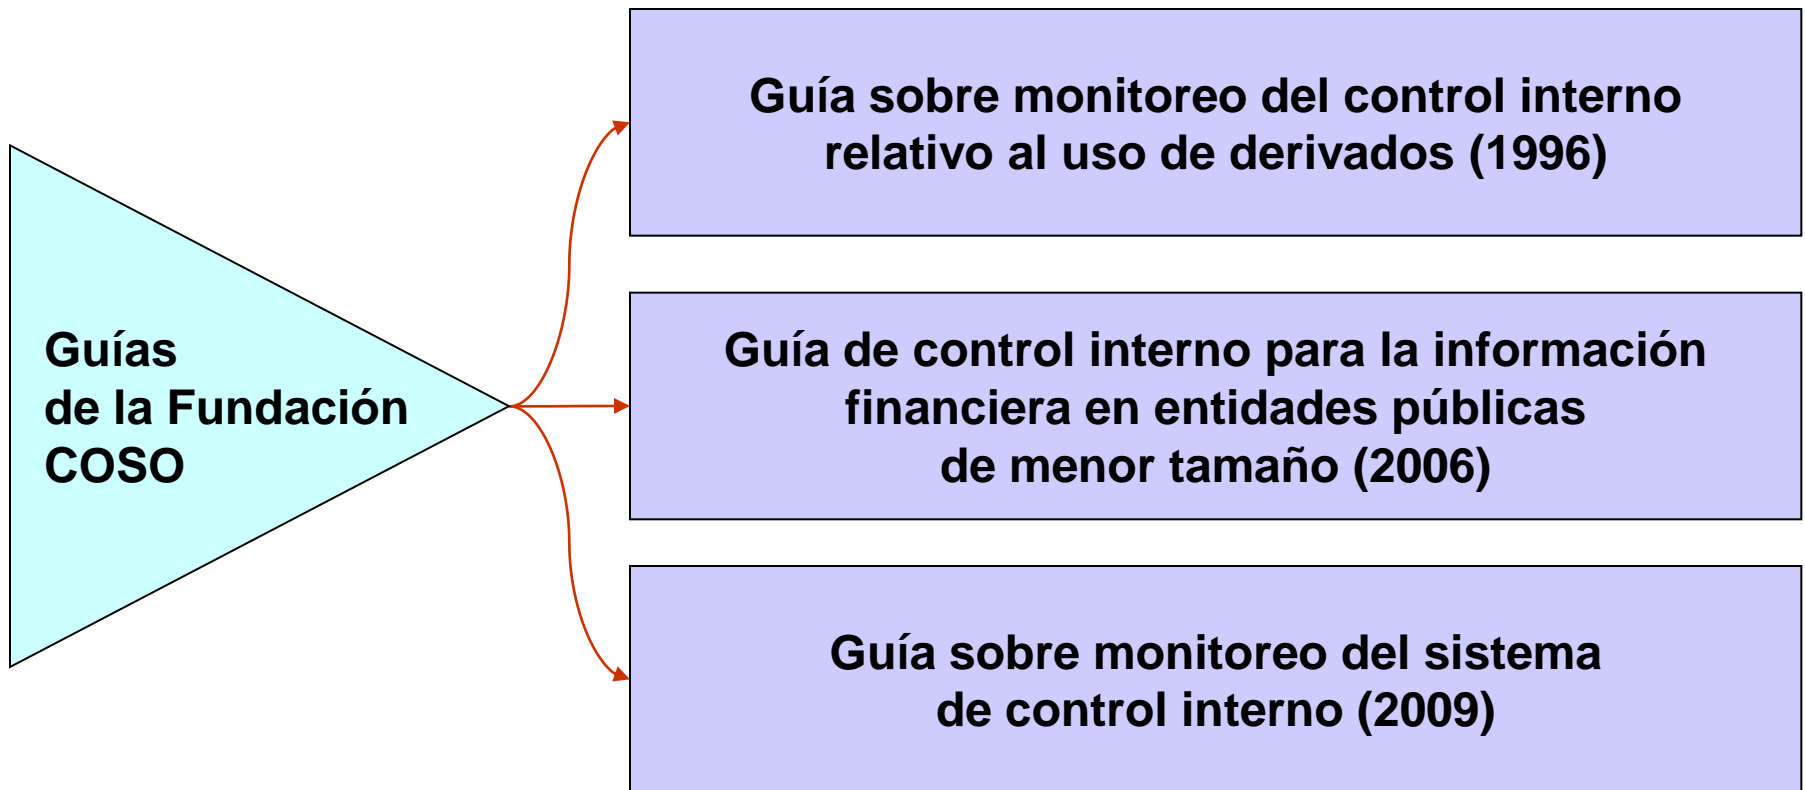 Guías
de la Fundación
COSO
Guía sobre monitoreo del control interno
relativo al uso de derivados (1996)
Guía de control interno para la información
financiera en entidades públicas
de menor tamaño (2006)
Guía sobre monitoreo del sistema
de control interno (2009)